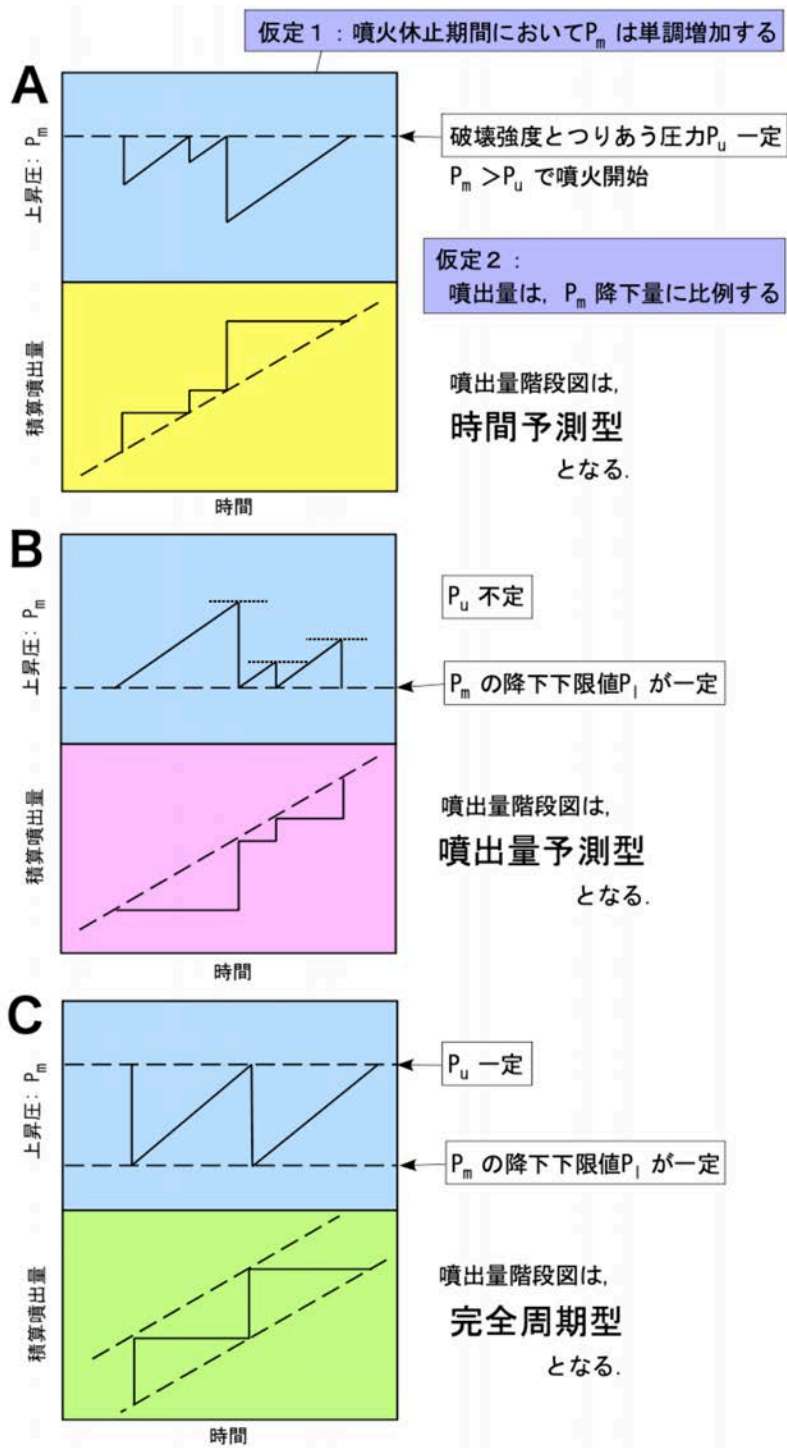 仮定1：噴火休止期間においてPm は単調増加する
A
上昇圧: Pm
破壊強度とつりあう圧力Pu 一定
Pm ＞Pu で噴火開始
仮定2：
噴出量は，Pm 降下量に比例する
積算噴出量
噴出量階段図は，
時間予測型
となる．
時間
B
上昇圧: Pm
Pu 不定
Pm の降下下限値Pl が一定
積算噴出量
噴出量階段図は，
噴出量予測型
となる．
時間
C
上昇圧: Pm
Pu 一定
Pm の降下下限値Pl が一定
積算噴出量
噴出量階段図は，
完全周期型
となる．
時間